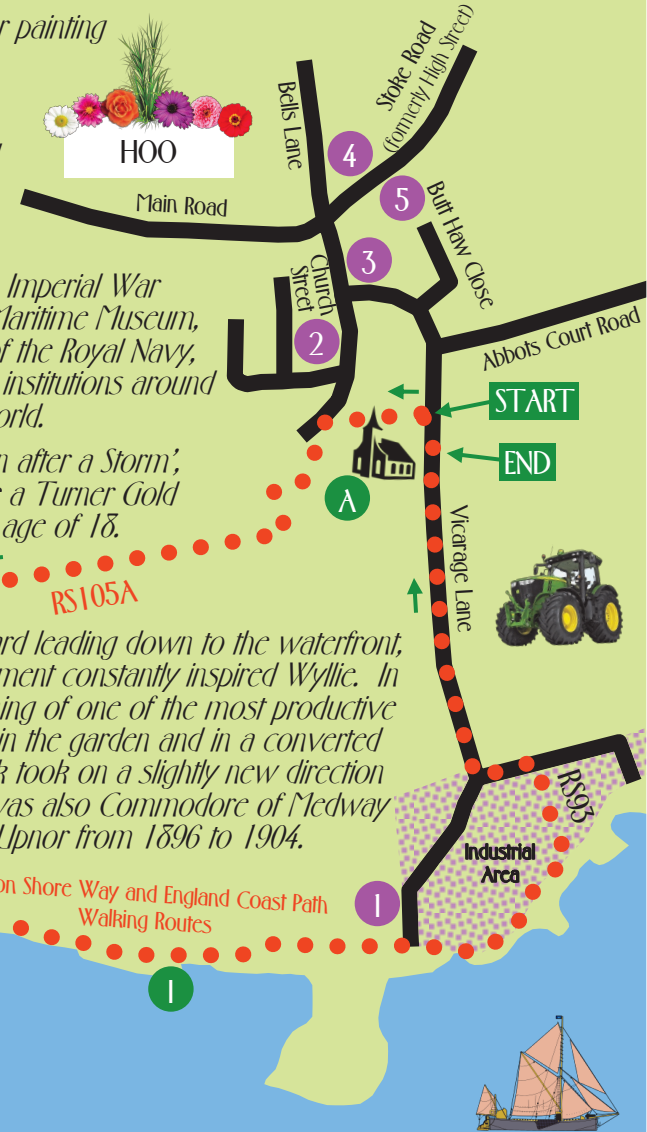 r painting
HOO
Bells Lane
Stoke Road
(formerly High Street)
4
Main Road
5
Butt Haw Close
3
Church
Street
2
Imperial War
Maritime Museum,
of the Royal Navy,
institutions around
orld.
Abbots Court Road
START
END
n after a Storm',
a Turner Gold
age of 18.
A
RS105A
Vicarage Lane
ard leading down to the waterfront,
ment constantly inspired Wyllie. In
ing of one of the most productive
in the garden and in a converted
k took on a slightly new direction
was also Commodore of Medway
Upnor from 1896 to 1904.
RS93
Industrial
Area
on Shore Way and England Coast Path
Walking Routes
1
1